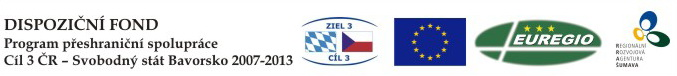 DISPOZIČNÍ FOND
Program přeshraniční spolupráce
Cíl 3 ČR – Svobodný stát Bavorsko 2007-2013
ZIEL 3
CÍL 3
EUREGIO
REGIONÁLNÍ
ROZVOJOVÁ
AGENTURA
ŠUMAVA